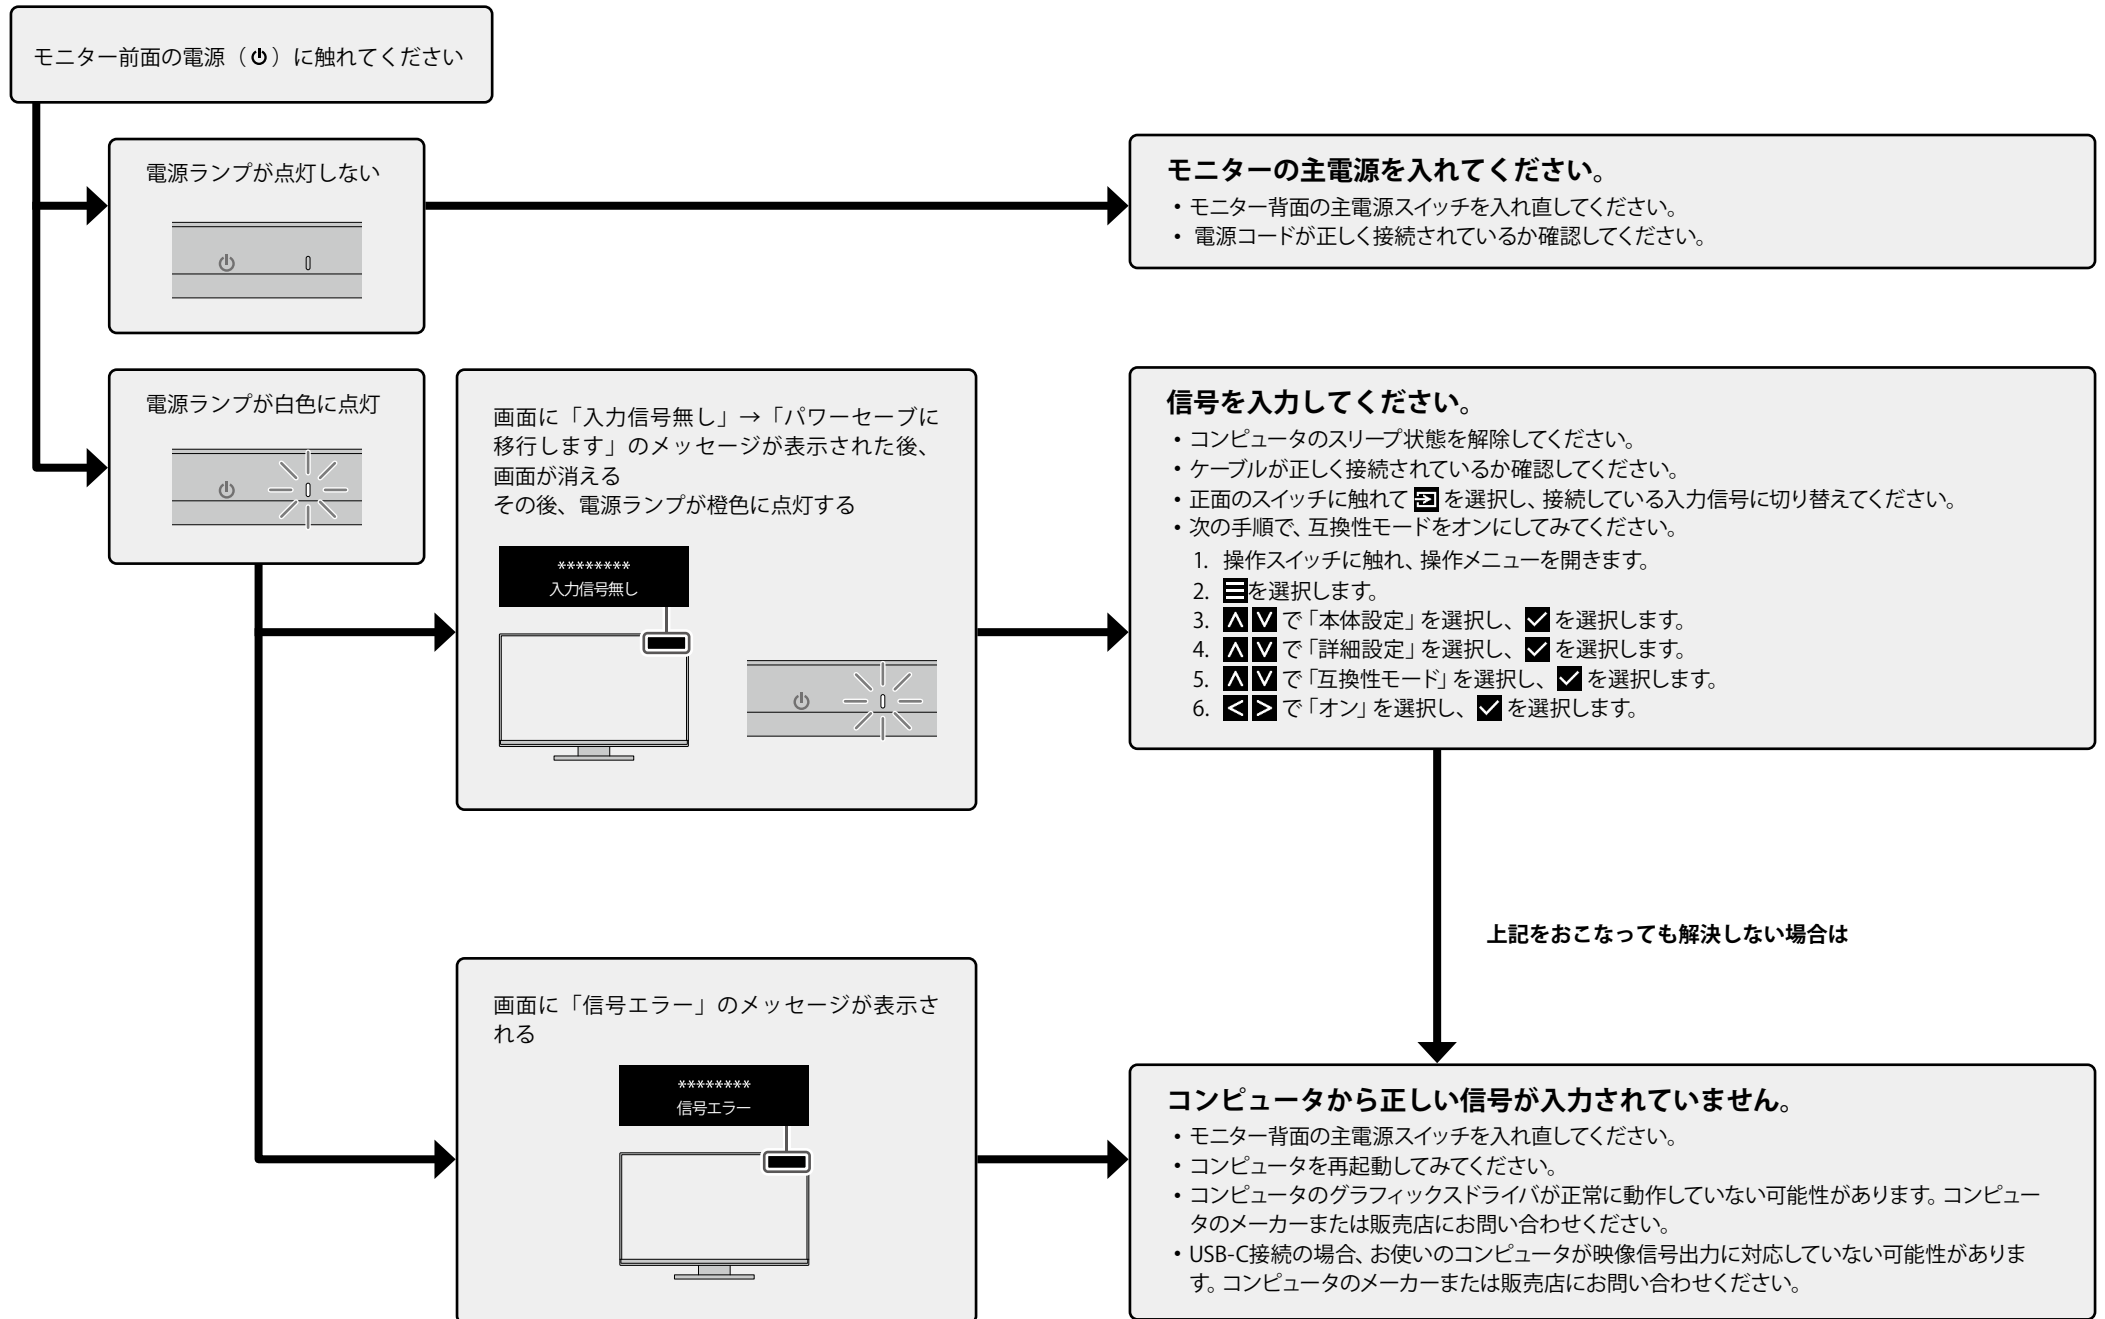 モニター前面の電源（⏻）に触れてください
電源ランプが点灯しない
モニターの主電源を入れてください。
・モニター背面の主電源スイッチを入れ直してください。
・ 電源コードが正しく接続されているか確認してください。
電源ランプが白色に点灯
画面に「入力信号無し」→「パワーセーブに
移行します」のメッセージが表示された後、
画面が消える
その後、電源ランプが橙色に点灯する
********
入力信号無し
信号を入力してください。
・コンピュータのスリープ状態を解除してください。
・ケーブルが正しく接続されているか確認してください。
・正面のスイッチに触れて を選択し、接続している入力信号に切り替えてください。
・次の手順で、互換性モードをオンにしてみてください。
1. 操作スイッチに触れ、操作メニューを開きます。
2. を選択します。
3. ∧ ∨ で「本体設定」を選択し、✓ を選択します。
4. ∧ ∨ で「詳細設定」を選択し、✓ を選択します。
5. ∧ ∨ で「互換性モード」を選択し、✓ を選択します。
6. < > で「オン」を選択し、✓ を選択します。
上記をおこなっても解決しない場合は
画面に「信号エラー」のメッセージが表示さ
れる
********
信号エラー
コンピュータから正しい信号が入力されていません。
・モニター背面の主電源スイッチを入れ直してください。
・コンピュータを再起動してみてください。
・コンピュータのグラフィックスドライバが正常に動作していない可能性があります。コンピュー
タのメーカーまたは販売店にお問い合わせください。
・USB-C接続の場合、お使いのコンピュータが映像信号出力に対応していない可能性がありま
す。コンピュータのメーカーまたは販売店にお問い合わせください。